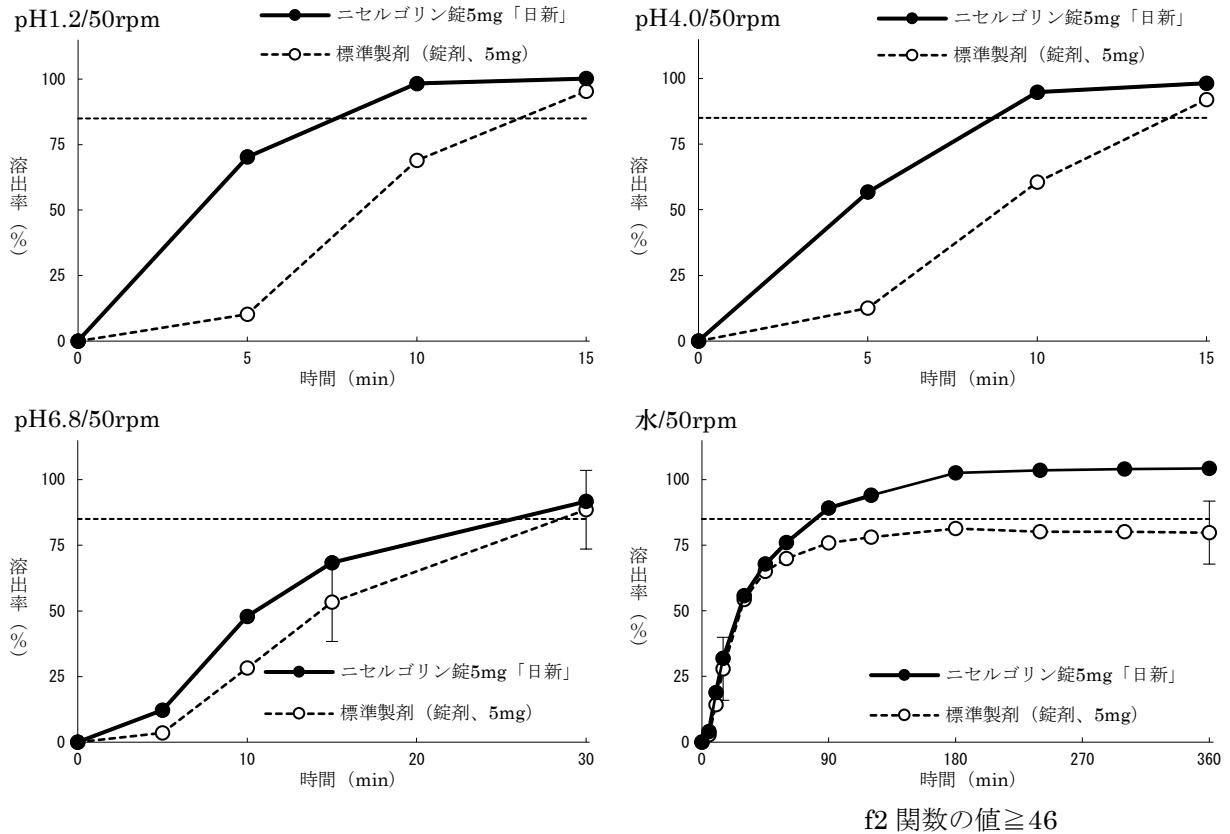 pH1.2/50rpm
ニセルゴリン錠5mg「日新」
標準製剤（錠剤、5mg）
100
75
50
25
0
溶出率（%）
0 5 10 15
時間（min）
pH4.0/50rpm
ニセルゴリン錠5mg「日新」
標準製剤（錠剤、5mg）
100
75
50
25
0
溶出率（%）
0 5 10 15
時間（min）
pH6.8/50rpm
100
75
50
25
0
溶出率（%）
ニセルゴリン錠5mg「日新」
標準製剤（錠剤、5mg）
0 10 20 30
時間（min）
水/50rpm
100
75
50
25
0
溶出率（%）
ニセルゴリン錠5mg「日新」
標準製剤（錠剤、5mg）
0 90 180 270 360
時間（min）
f2 関数の値≧46